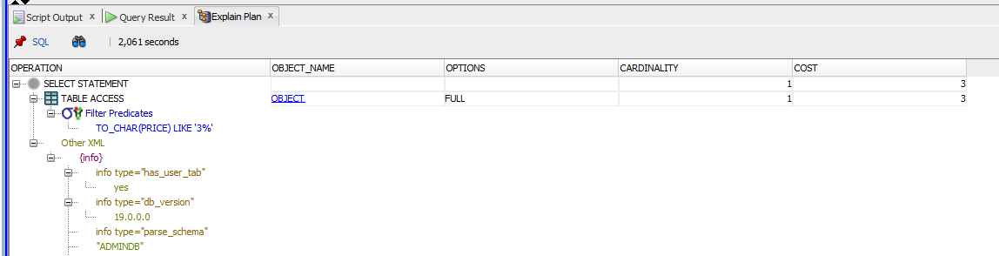 Script Output x Query Result x Explain Plan x
SQL 2,061 seconds
OPERATION OBJECT_NAME OPTIONS CARDINALITY COST
SELECT STATEMENT 1 3
TABLE ACCESS OBJECT FULL 1 3
Filter Predicates
TO_CHAR(PRICE) LIKE '3%'
Other XML
{info}
info type="has_user_tab"
yes
info type="db_version"
19.0.0.0
info type="parse_schema"
"ADMINDB"